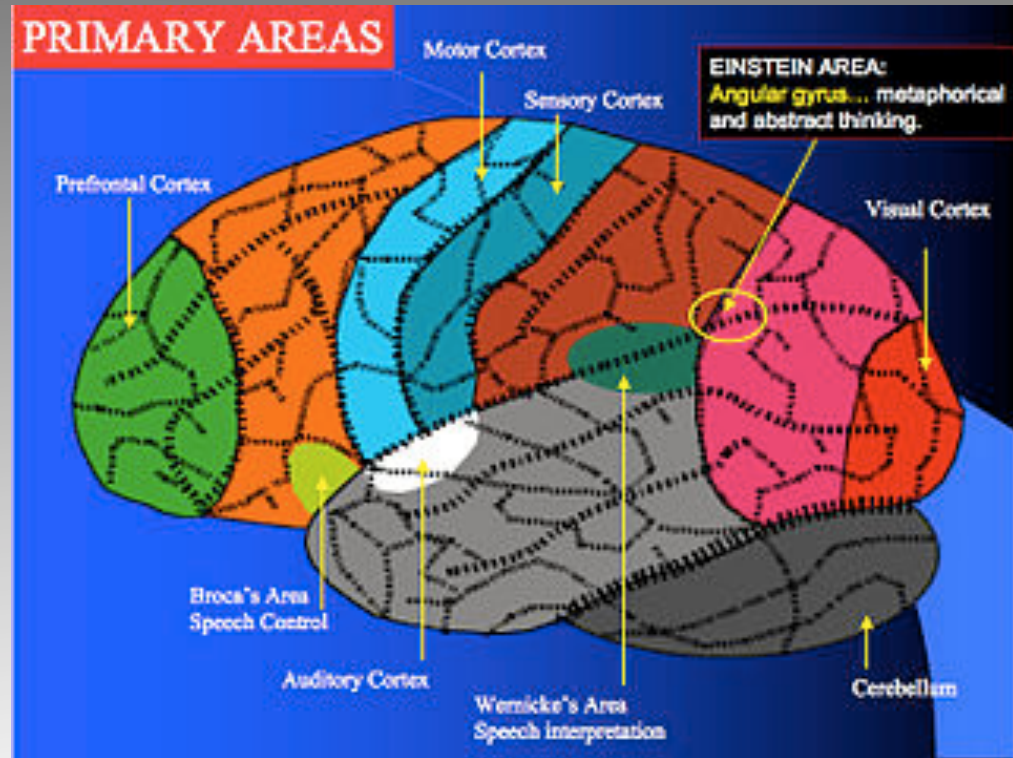 PRIMARY AREAS
Motor Cortex
EINSTEIN AREA:
Angular gyrus... metaphorical
and abstract thinking.
Sensory Cortex
Prefrontal Cortex
Visual Cortex
Broca's Area
Speech Control
Auditory Cortex
Wernicke's Area
Speech interpretation
Cerebellum